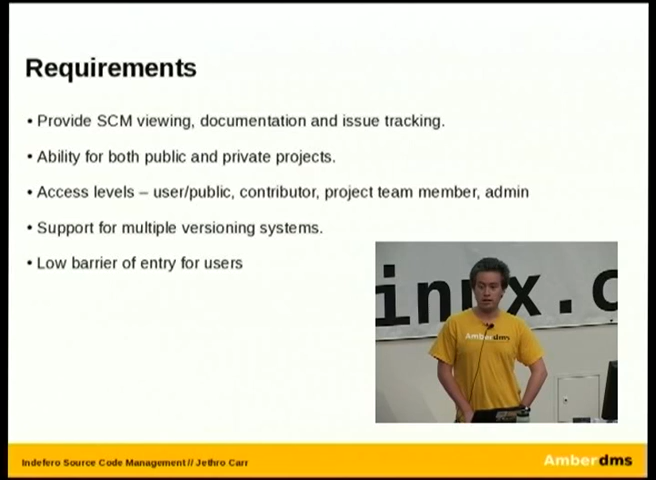 Requirements
• Provide SCM viewing, documentation and issue tracking.
• Ability for both public and private projects.
• Access levels – user/public, contributor, project team member, admin
• Support for multiple versioning systems.
• Low barrier of entry for users
inux.c
Amberdms
Indefero Source Code Management // Jethro Carr
Amberdms